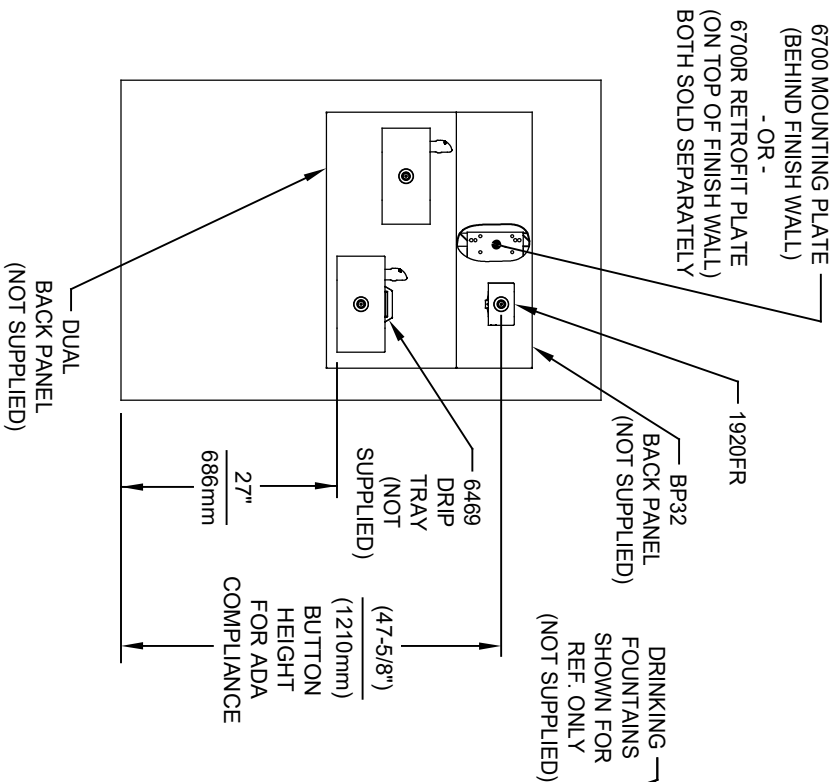 6700 MOUNTING PLATE
(BEHIND FINISH WALL)
- OR -
6700R RETROFIT PLATE
(ON TOP OF FINISH WALL)
BOTH SOLD SEPARATELY
1920FR
BP32
BACK PANEL
(NOT SUPPLIED)
DRINKING
FOUNTAINS
SHOWN FOR
REF. ONLY
(NOT SUPPLIED)
6469
DRIP
TRAY
(NOT
SUPPLIED)
(47-5/8")
(1210mm)
BUTTON
HEIGHT
FOR ADA
COMPLIANCE
27"
686mm
DUAL
BACK PANEL
(NOT SUPPLIED)